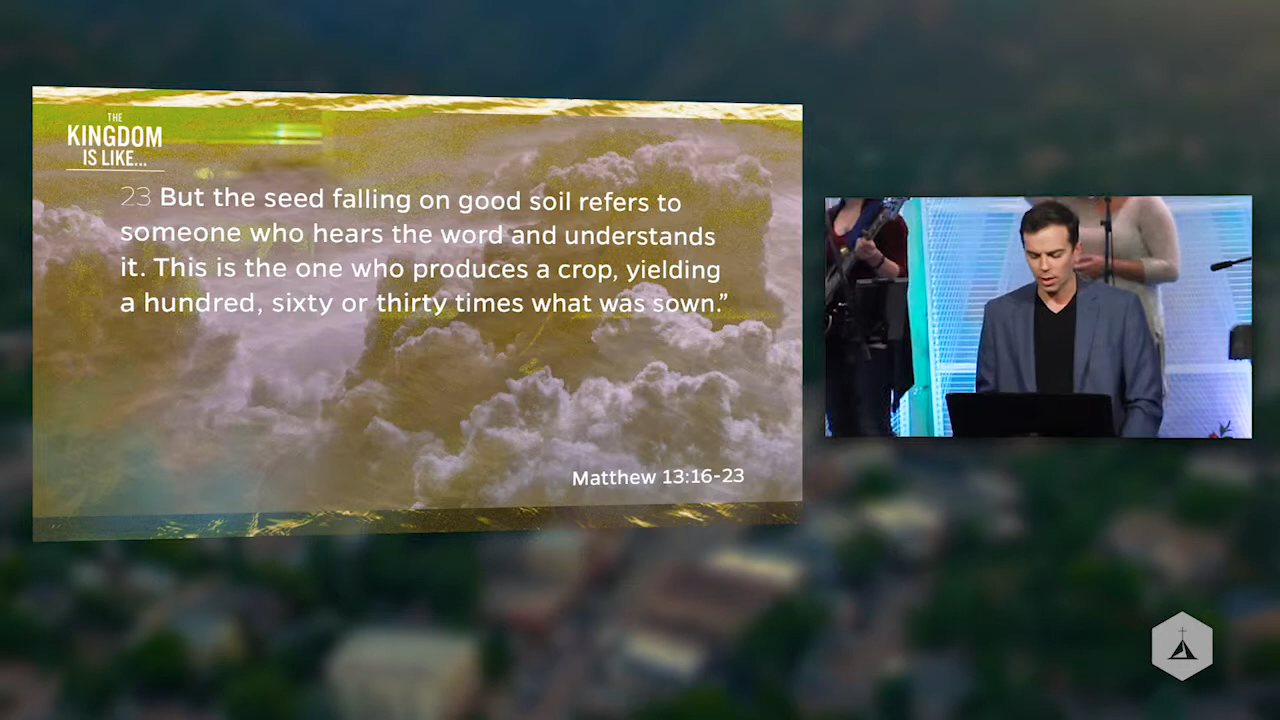 THE
KINGDOM
IS LIKE...
23 But the seed falling on good soil refers to
someone who hears the word and understands
it. This is the one who produces a crop, yielding
a hundred, sixty or thirty times what was sown.”
Matthew 13:16-23